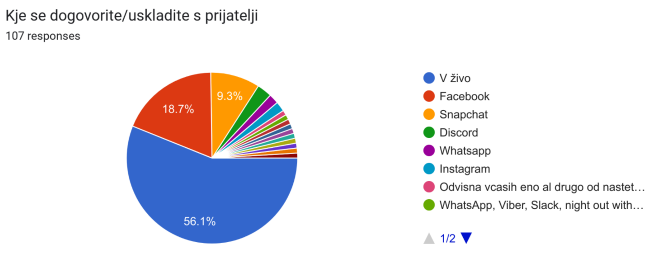 Kje se dogovorite/uskladite s prijatelji
107 responses
9.3%
18.7%
56.1%
V živo
Facebook
Snapchat
Discord
Whatsapp
Instagram
Odvisna vcasih eno al drugo od nastet…
WhatsApp, Viber, Slack, night out with…
1/2